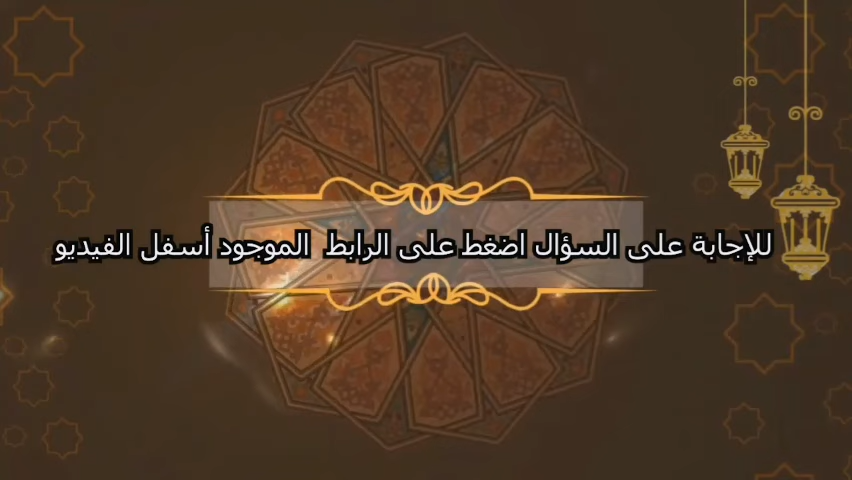 للإجابة على السؤال اضغط على الرابط الموجود أسفل الفيديو